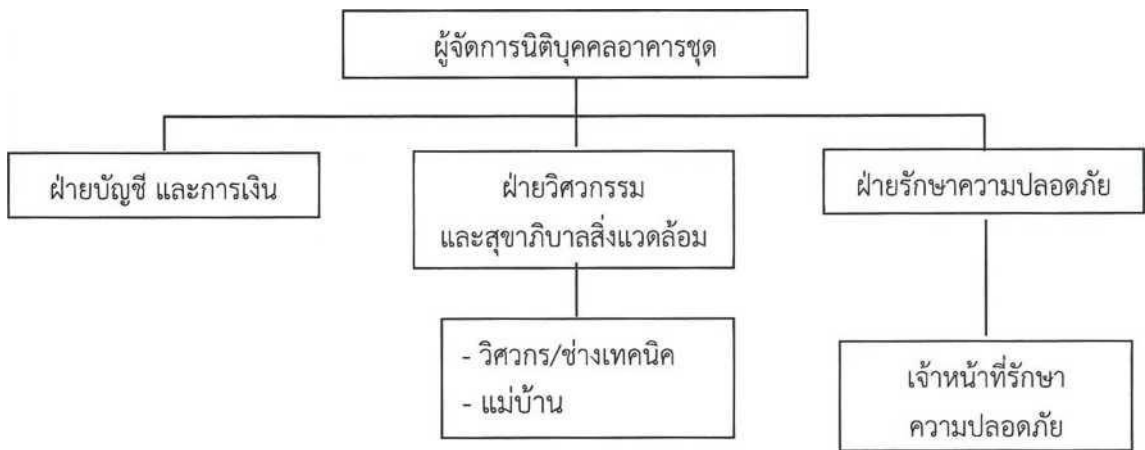 ผู้จัดการนิติบุคคลอาคารชุด
ฝ่ายบัญชี และการเงิน
ฝ่ายวิศวกรรม
และสุขาภิบาลสิ่งแวดล้อม
ฝ่ายรักษาความปลอดภัย
- วิศวกร/ช่างเทคนิค
- แม่บ้าน
เจ้าหน้าที่รักษา
ความปลอดภัย